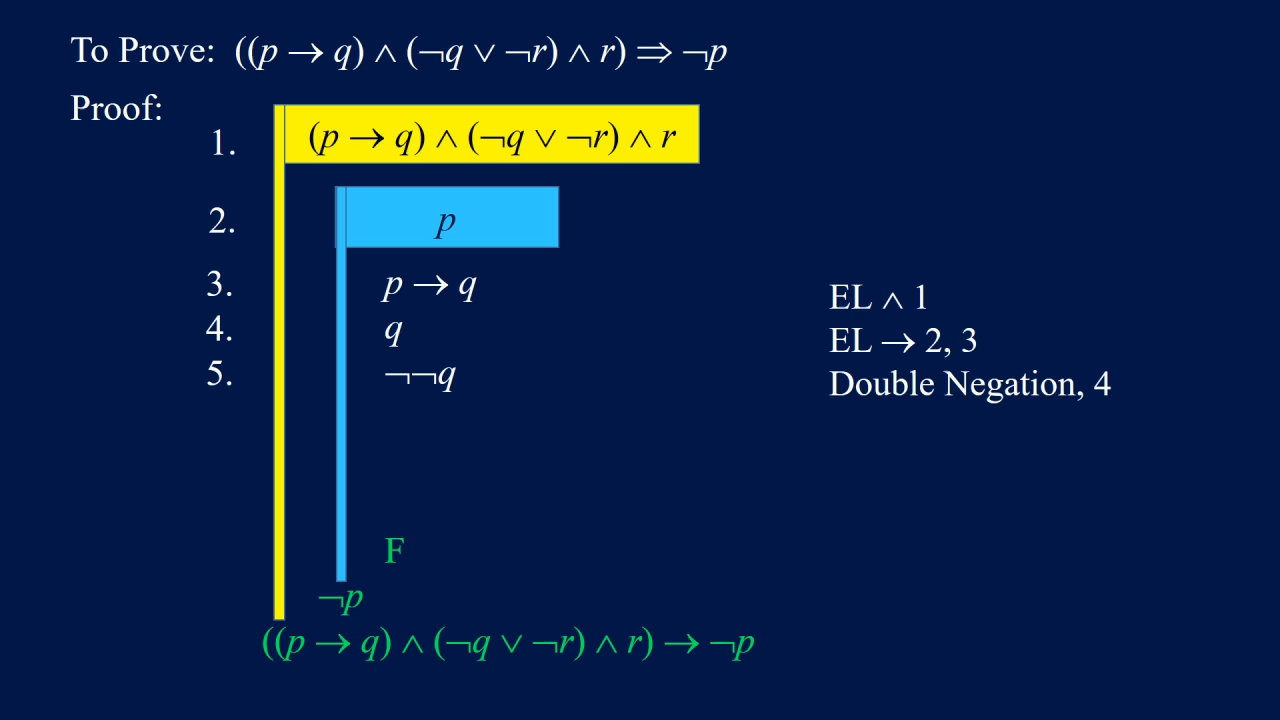 To Prove: ((p → q) ∧ (¬q ∨ ¬r) ∧ r) ⇒ ¬p
Proof:
1. (p → q) ∧ (¬q ∨ ¬r) ∧ r
2. p
3. p → q EL ∧ 1
4. q EL → 2, 3
5. ¬¬q Double Negation, 4
F
¬p
((p → q) ∧ (¬q ∨ ¬r) ∧ r) → ¬p